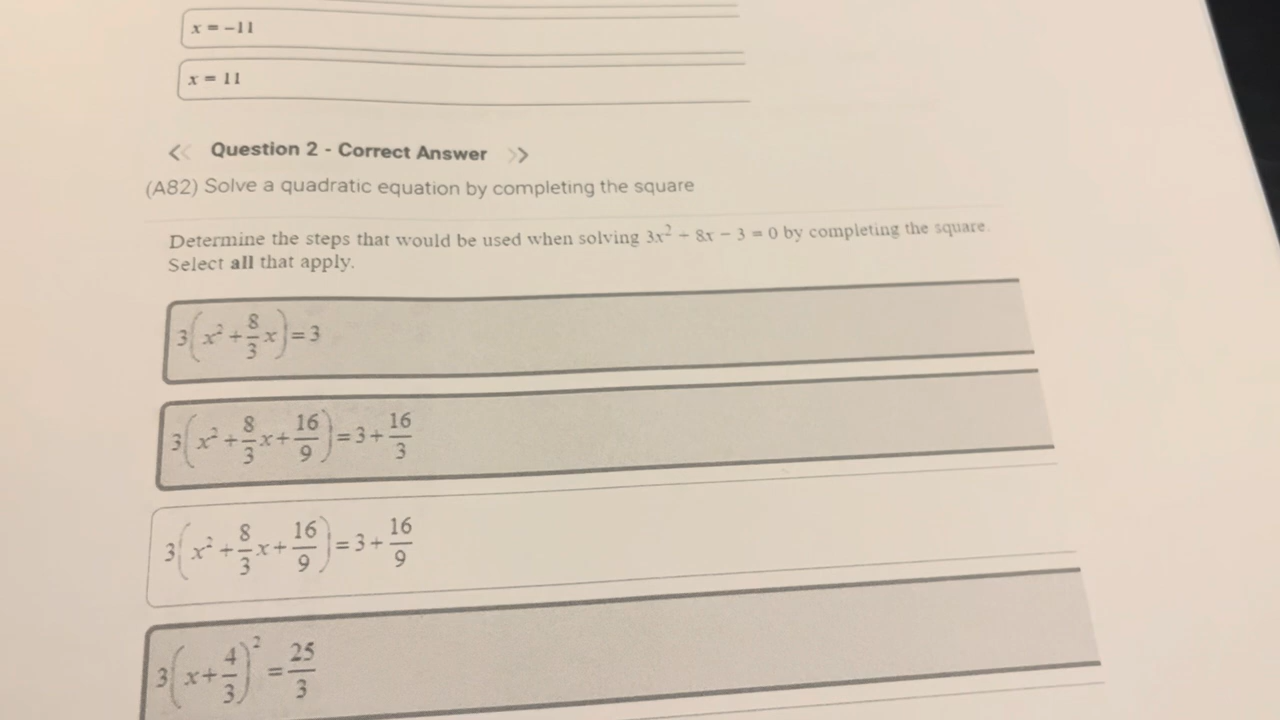 x = −11
x = 11
Question 2 - Correct Answer
(A82) Solve a quadratic equation by completing the square
Determine the steps that would be used when solving 3x² + 8x − 3 = 0 by completing the square.
Select all that apply.
3(x² + 8/3 x) = 3
3(x² + 8/3 x + 16/9) = 3 + 16/3
3(x² + 8/3 x + 16/9) = 3 + 16/9
3(x + 4/3)² = 25/3